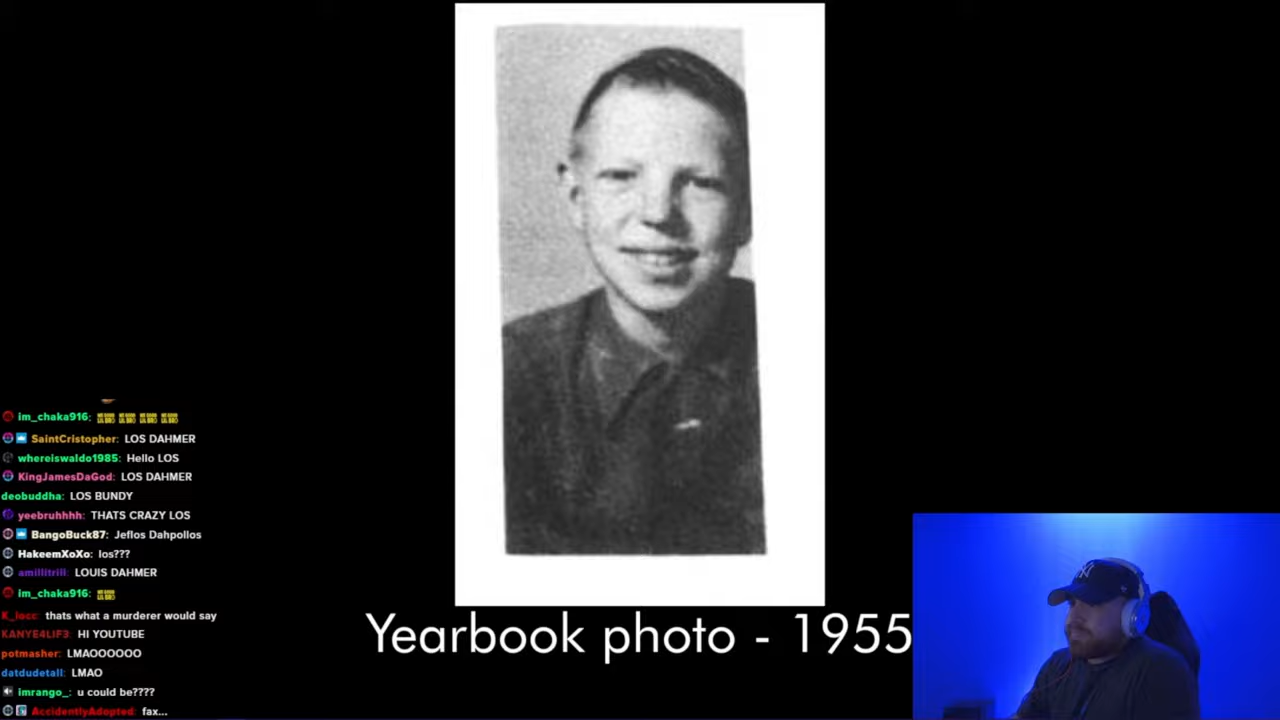 im_chaka916:
SaintCristopher: LOS DAHMER
whereiswaldo1985: Hello LOS
KingJamesDaGod: LOS DAHMER
deobuddha: LOS BUNDY
yeebruhhhh: THATS CRAZY LOS
BangoBuck87: Jeflos Dahpollos
HakeemXoXo: los???
amillitrill: LOUIS DAHMER
im_chaka916:
K_locc: thats what a murderer would say
KANYE4LIF3: HI YOUTUBE
potmasher: LMAOOOOOO
datdudetall: LMAO
imrango_: u could be????
AccidentlyAdopted: fax...
Yearbook photo - 1955
NY